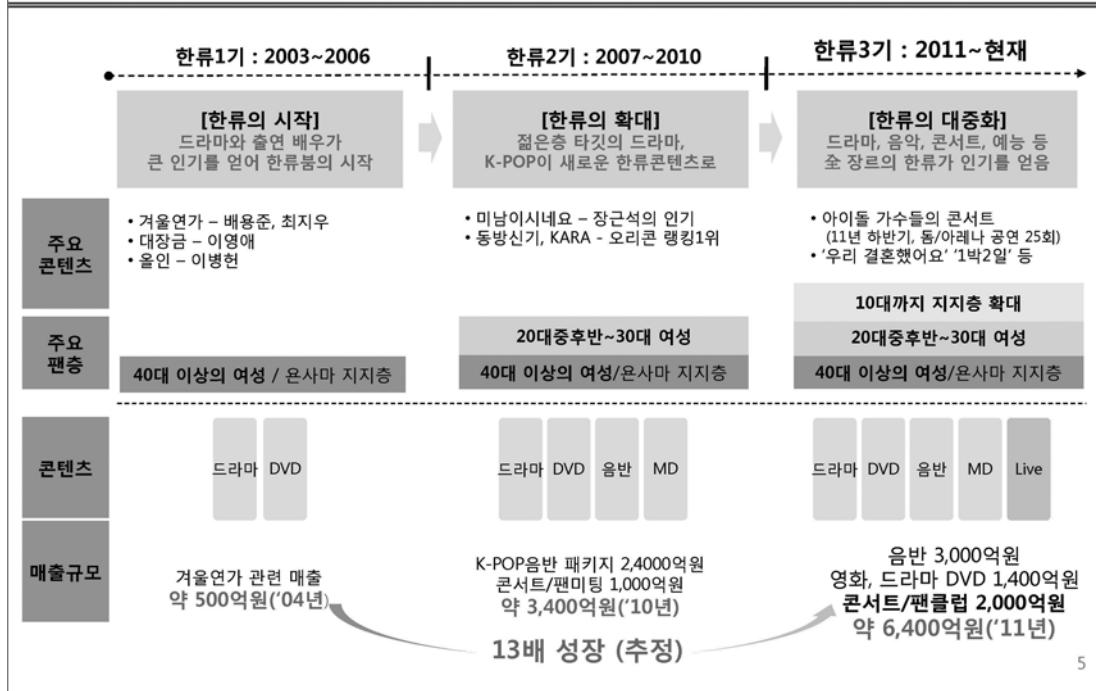 한류1기 : 2003~2006
한류2기 : 2007~2010
한류3기 : 2011~현재
[한류의 시작]
드라마와 출연 배우가
큰 인기를 얻어 한류붐의 시작
[한류의 확대]
젊은층 타깃의 드라마,
K-POP이 새로운 한류콘텐츠로
[한류의 대중화]
드라마, 음악, 콘서트, 예능 등
全 장르의 한류가 인기를 얻음
주요
콘텐츠
• 겨울연가 – 배용준, 최지우
• 대장금 – 이영애
• 올인 – 이병헌
• 미남이시네요 – 장근석의 인기
• 동방신기, KARA - 오리콘 랭킹1위
• 아이돌 가수들의 콘서트
(11년 하반기, 돔/아레나 공연 25회)
• ‘우리 결혼했어요‘ ‘1박2일’ 등
주요
팬층
40대 이상의 여성 / 욘사마 지지층
20대중후반~30대 여성
40대 이상의 여성/욘사마 지지층
10대까지 지지층 확대
20대중후반~30대 여성
40대 이상의 여성/욘사마 지지층
콘텐츠
드라마 DVD
드라마 DVD 음반 MD
드라마 DVD 음반 MD Live
매출규모
겨울연가 관련 매출
약 500억원(‘04년)
K-POP음반 패키지 2,4000억원
콘서트/팬미팅 1,000억원
약 3,400억원(‘10년)
음반 3,000억원
영화, 드라마 DVD 1,400억원
콘서트/팬클럽 2,000억원
약 6,400억원(‘11년)
13배 성장 (추정)
5